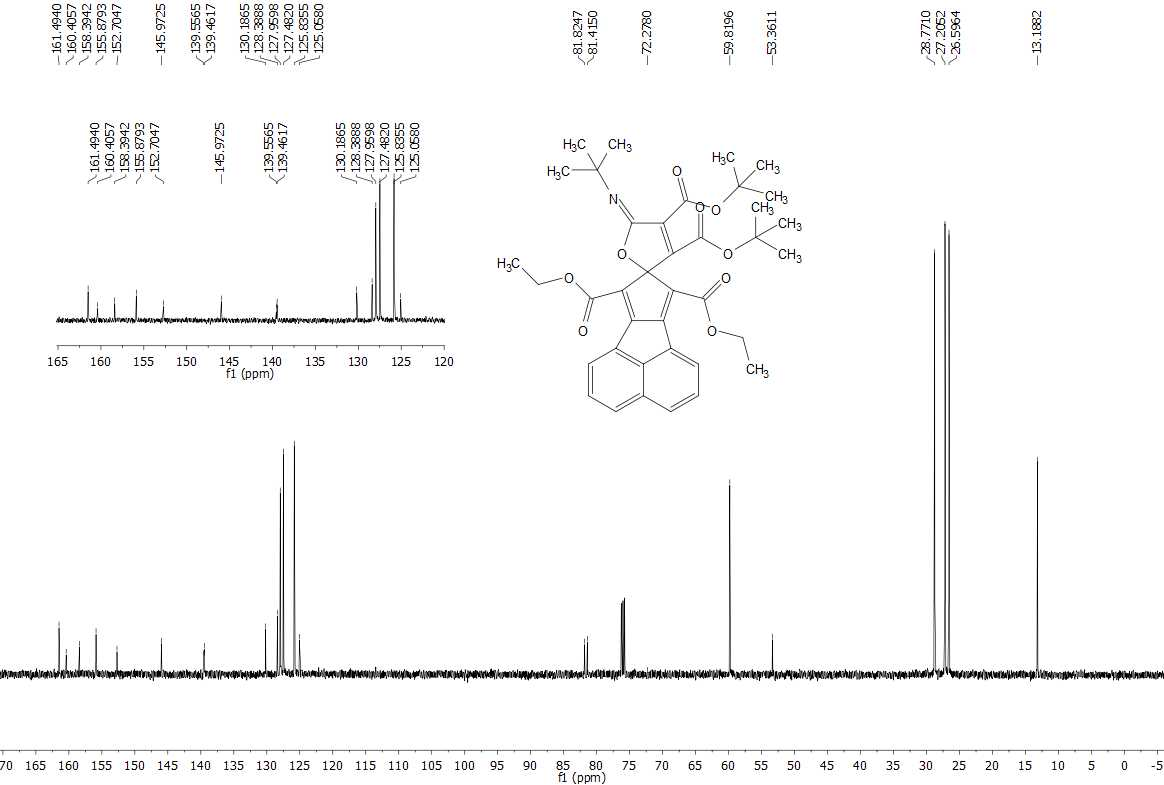 161.4940
160.4057
158.3942
155.8793
152.7047
145.9725
139.5565
139.4617
130.1865
128.3888
127.9598
127.4820
125.8355
125.0580
81.8247
81.4150
72.2780
59.8196
53.3611
28.7710
27.2052
26.5964
13.1882
161.4940
160.4057
158.3942
155.8793
152.7047
145.9725
139.5565
139.4617
130.1865
128.3888
127.9598
127.4820
125.8355
125.0580
165 160 155 150 145 140 135 130 125 120
f1 (ppm)
H3C CH3
H3C
N
O
O
H3C
CH3
CH3
O
O
CH3
CH3
CH3
O
O
H3C
O
O
O
O
CH3
70 165 160 155 150 145 140 135 130 125 120 115 110 105 100 95 90 85 80 75 70 65 60 55 50 45 40 35 30 25 20 15 10 5 0 -5
f1 (ppm)